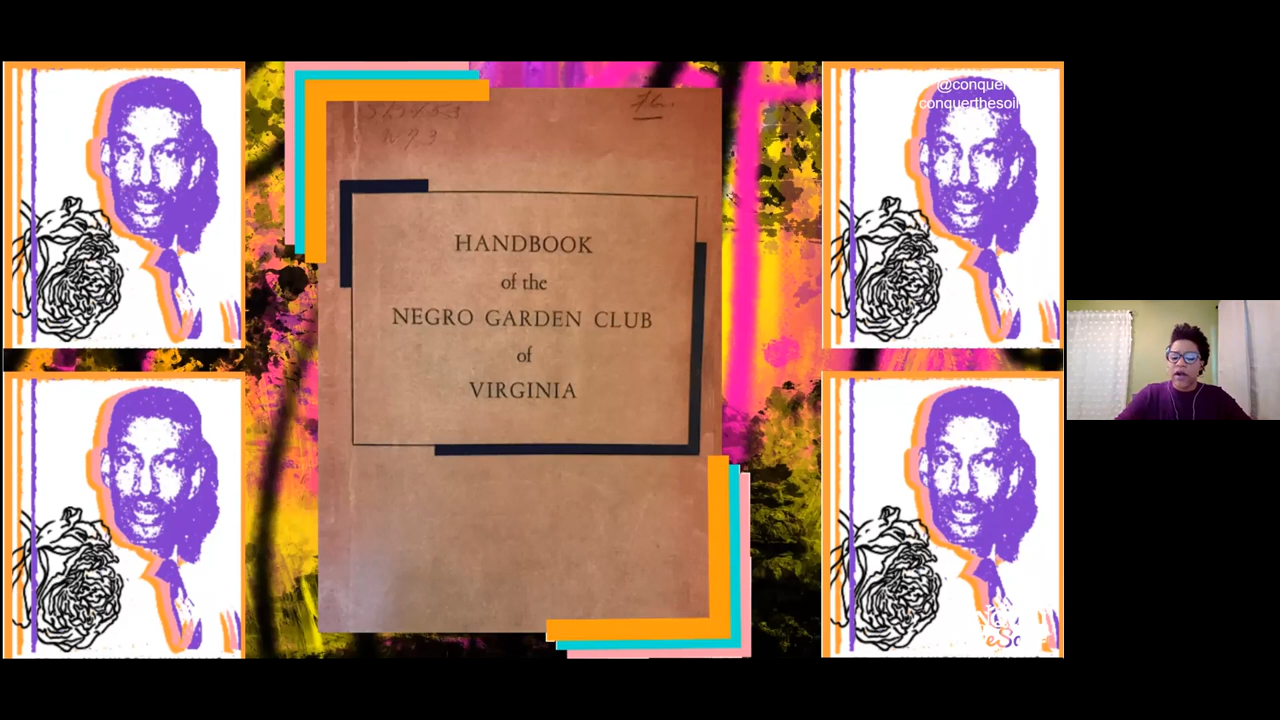 @conquer
conquerthesoil
HANDBOOK
of the
NEGRO GARDEN CLUB
of
VIRGINIA